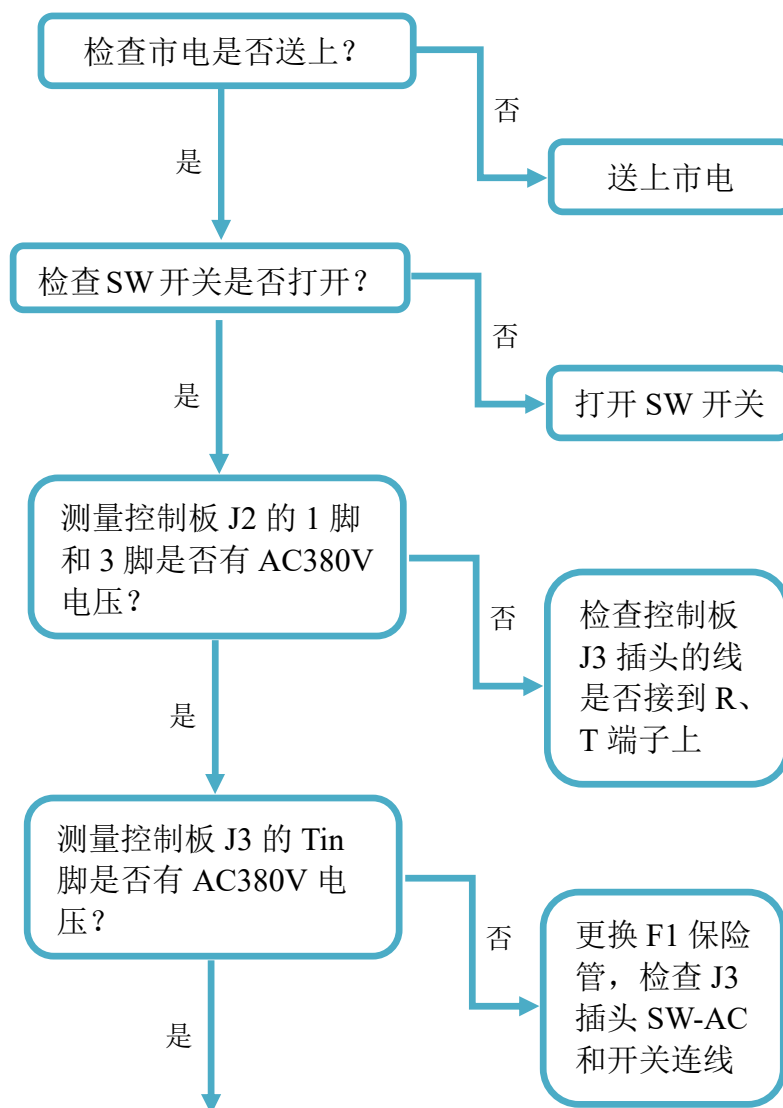 检查市电是否送上？
否
是
送上市电
检查 SW 开关是否打开？
否
是
打开 SW 开关
测量控制板 J2 的 1 脚
和 3 脚是否有 AC380V
电压？
否
检查控制板
J3 插头的线
是否接到 R、
T 端子上
是
测量控制板 J3 的 Tin
脚是否有 AC380V 电
压？
否
更换 F1 保险
管，检查 J3
插头 SW-AC
和开关连线
是